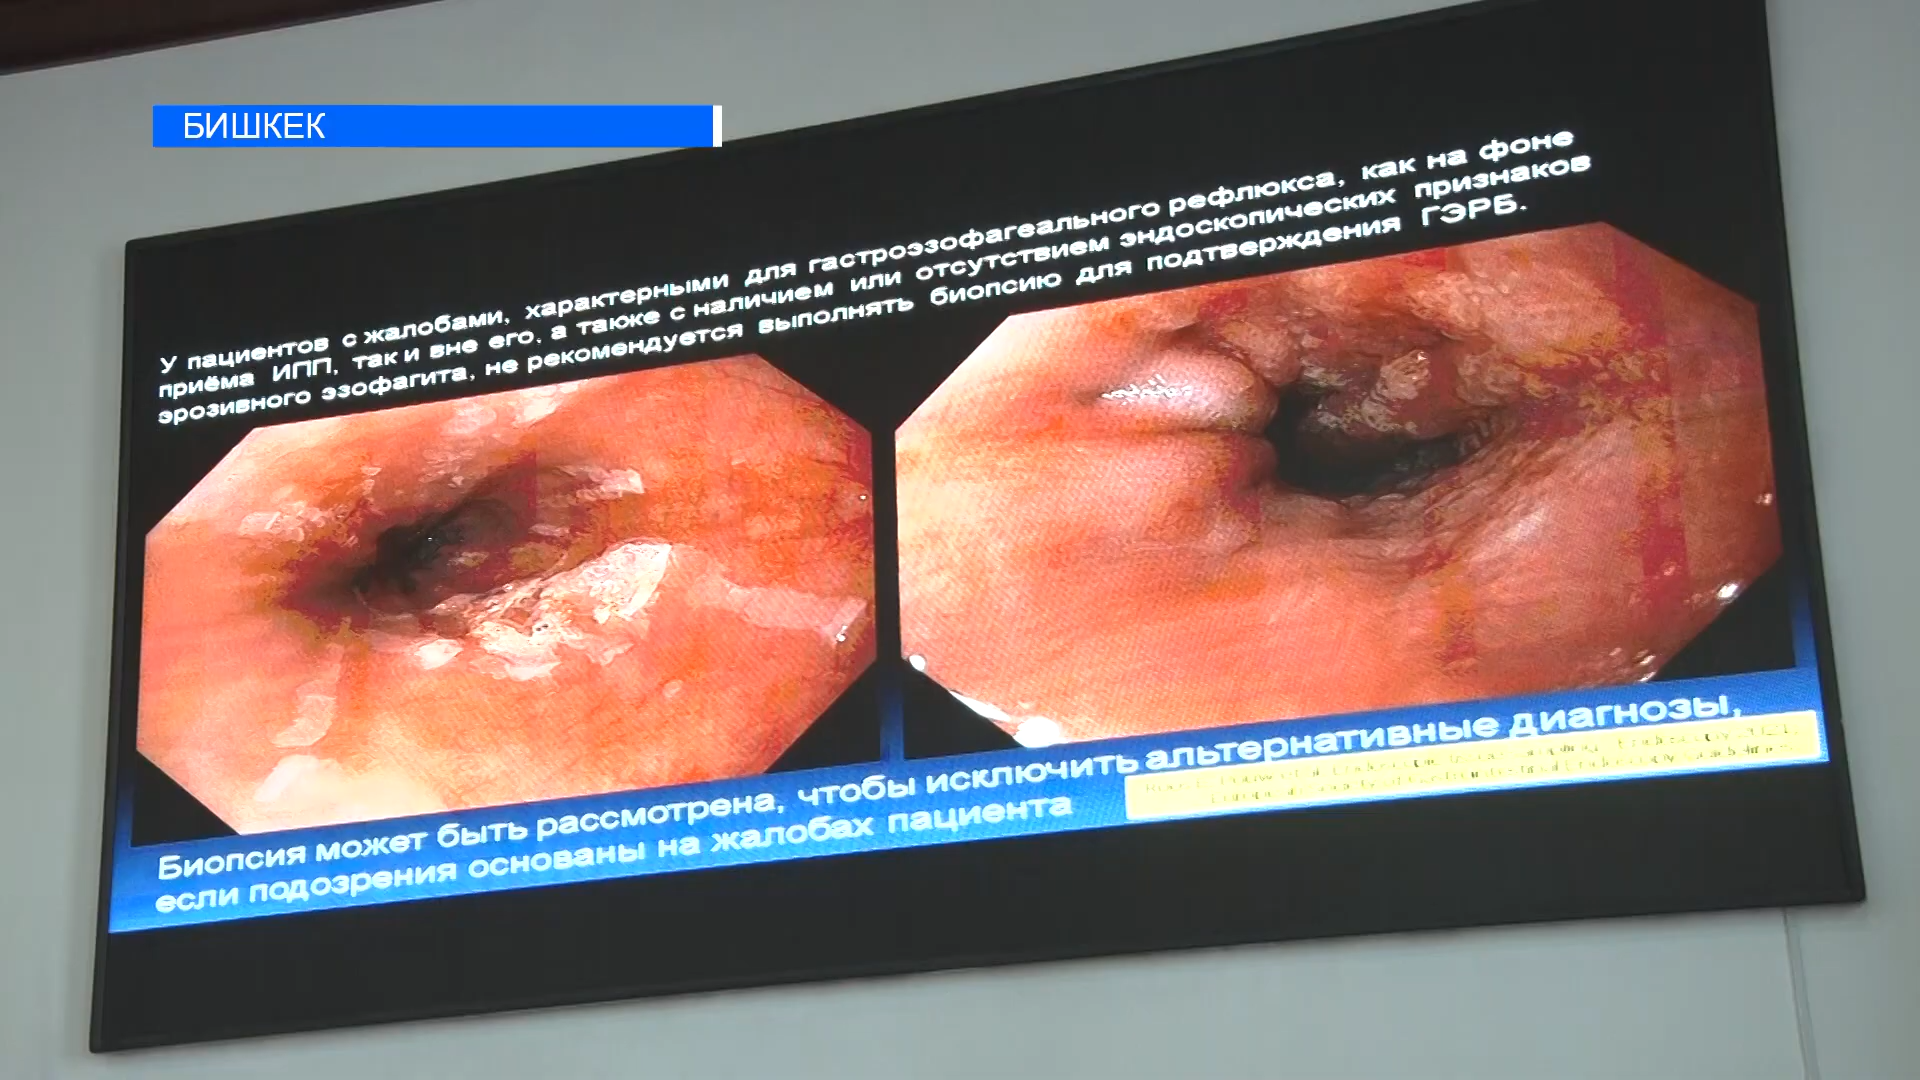 БИШКЕК
У пациентов с жалобами, характерными для гастроэзофагеального рефлюкса, как на фоне
приёма ИПП, так и вне его, а также с наличием или отсутствием эндоскопических признаков
эрозивного эзофагита, не рекомендуется выполнять биопсию для подтверждения ГЭРБ.
Биопсия может быть рассмотрена, чтобы исключить альтернативные диагнозы,
если подозрения основаны на жалобах пациента